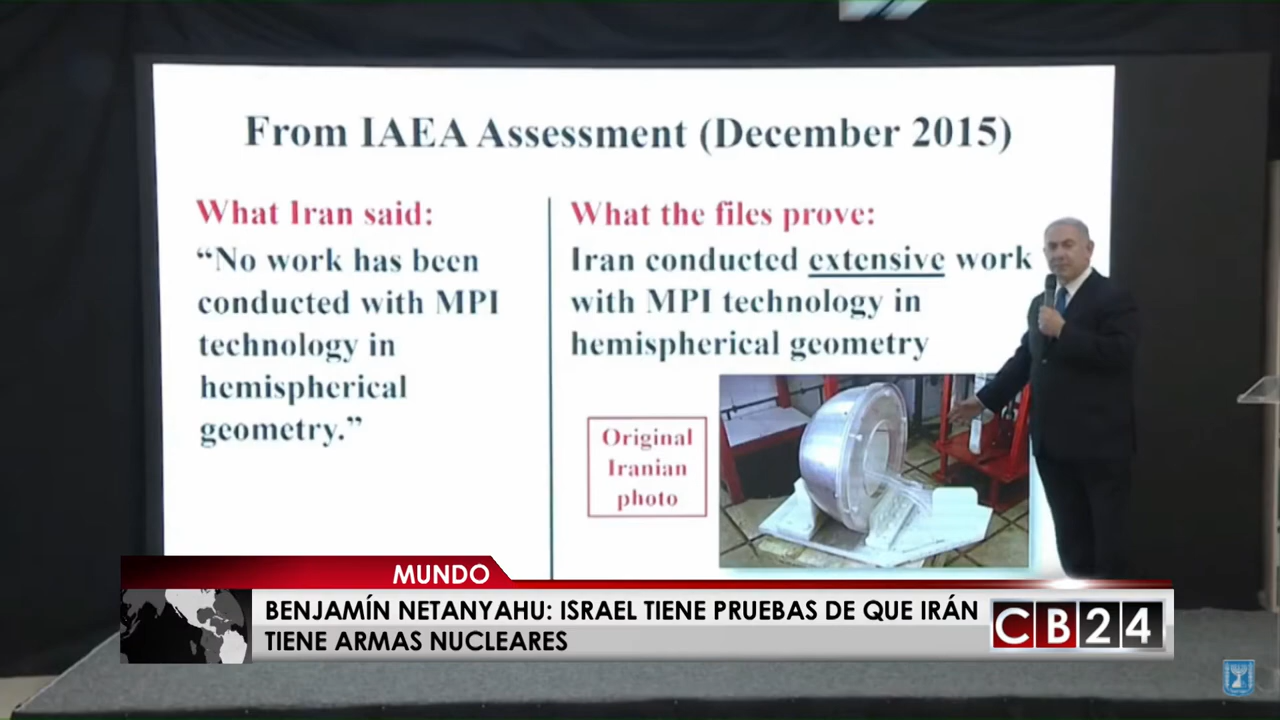 From IAEA Assessment (December 2015)
What Iran said:
“No work has been
conducted with MPI
technology in
hemispherical
geometry.”
What the files prove:
Iran conducted extensive work
with MPI technology in
hemispherical geometry
Original
Iranian
photo
MUNDO
BENJAMÍN NETANYAHU: ISRAEL TIENE PRUEBAS DE QUE IRÁN
TIENE ARMAS NUCLEARES
CB24